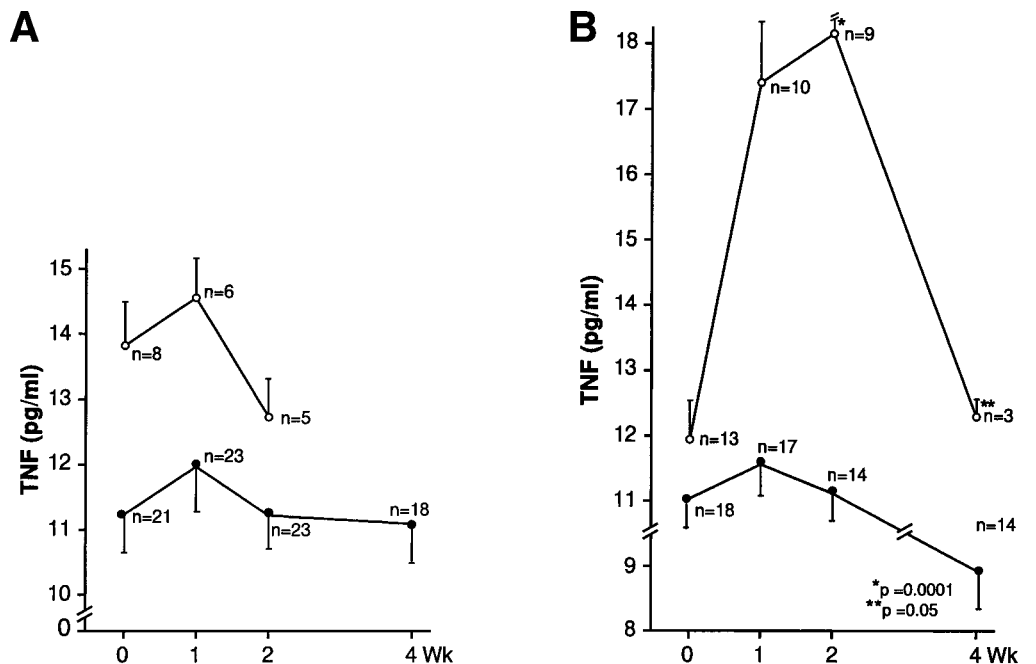 A
TNF (pg/ml)
15
14
13
12
11
10
0
n=8
n=6
n=5
n=21
n=23
n=23
n=18
0 1 2 4 Wk
B
TNF (pg/ml)
18
17
16
15
14
13
12
11
9
8
*
n=9
n=10
n=13
**
n=3
n=17
n=14
n=18
n=14
*p =0.0001
**p =0.05
0 1 2 4 Wk